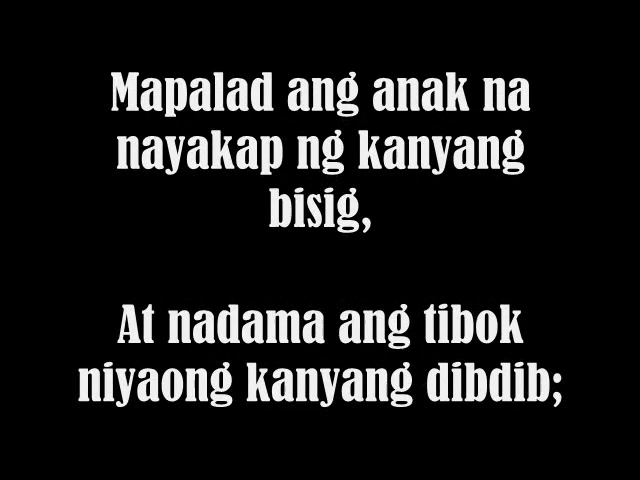 Mapalad ang anak na
nayakap ng kanyang
bisig,
At nadama ang tibok
niyaong kanyang dibdib;